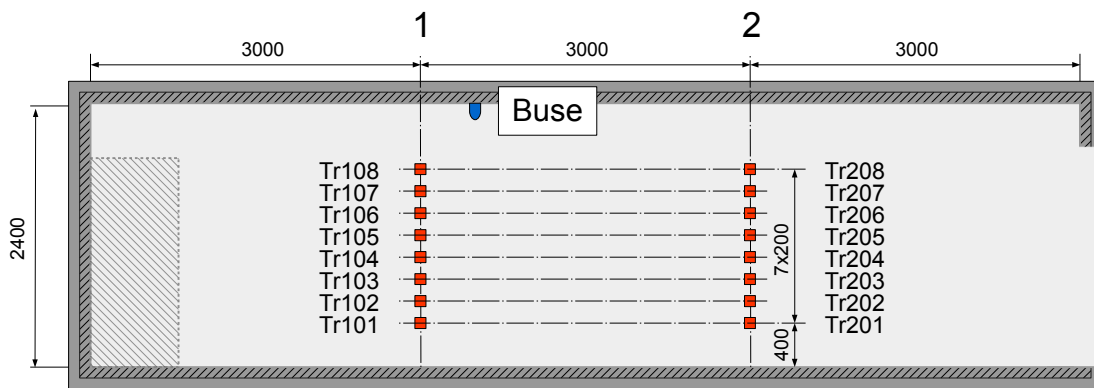 1 2
3000 3000 3000
Buse
2400
Tr108 Tr208
Tr107 Tr207
Tr106 Tr206
Tr105 Tr205
Tr104 Tr204
Tr103 Tr203
Tr102 Tr202
Tr101 Tr201
7x200
400